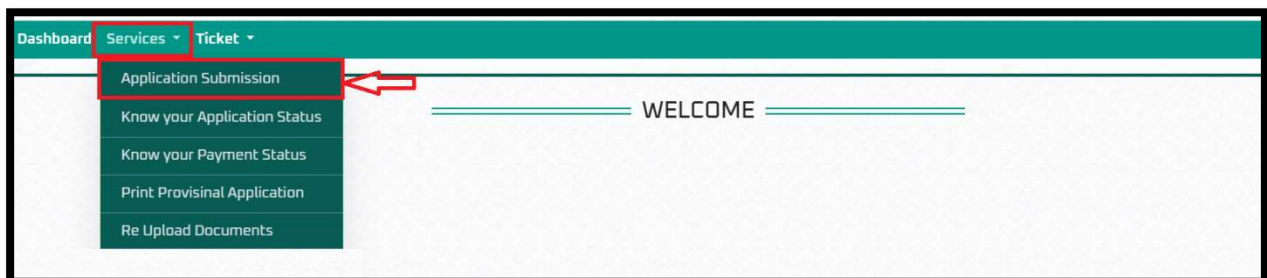 Dashboard Services Ticket
Application Submission
WELCOME
Know your Application Status
Know your Payment Status
Print Provisinal Application
Re Upload Documents